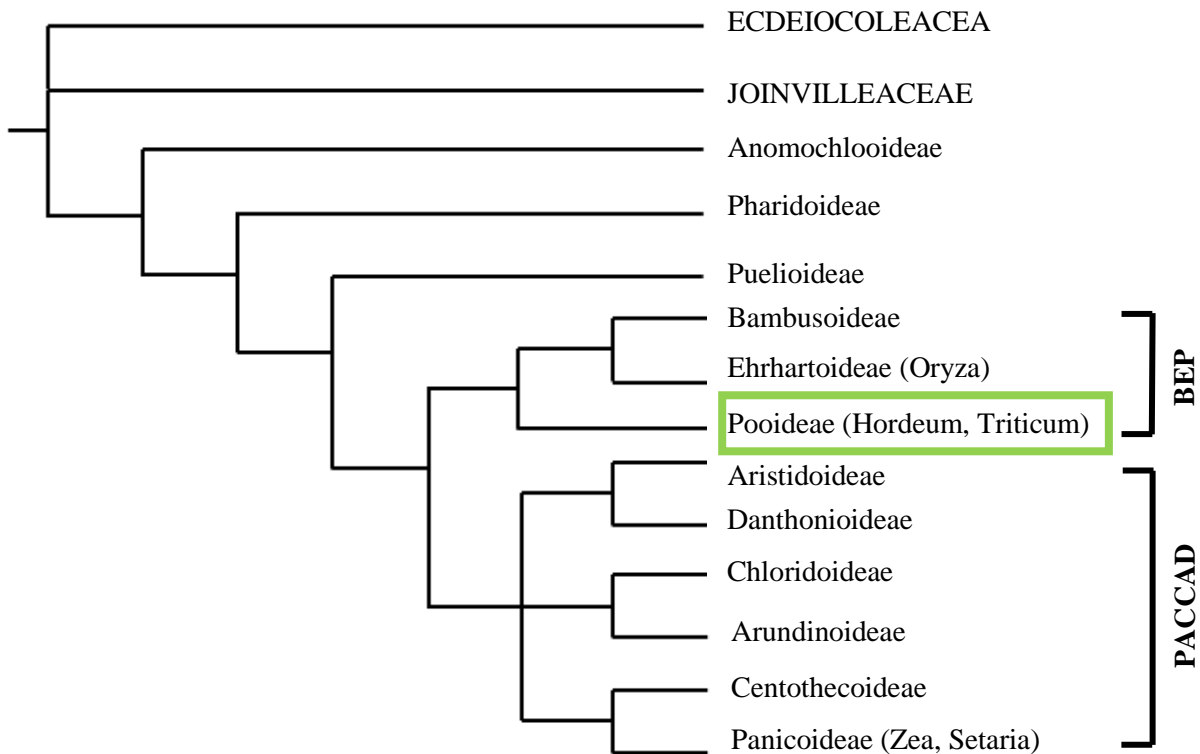 ECDEIOCOLEACEA
JOINVILLEACEAE
Anomochlooideae
Pharidoideae
Puelioideae
Bambusoideae
Ehrhartoideae (Oryza)
Pooideae (Hordeum, Triticum)
BEP
Aristidoideae
Danthonioideae
Chloridoideae
Arundinoideae
Centothecoideae
Panicoideae (Zea, Setaria)
PACCAD